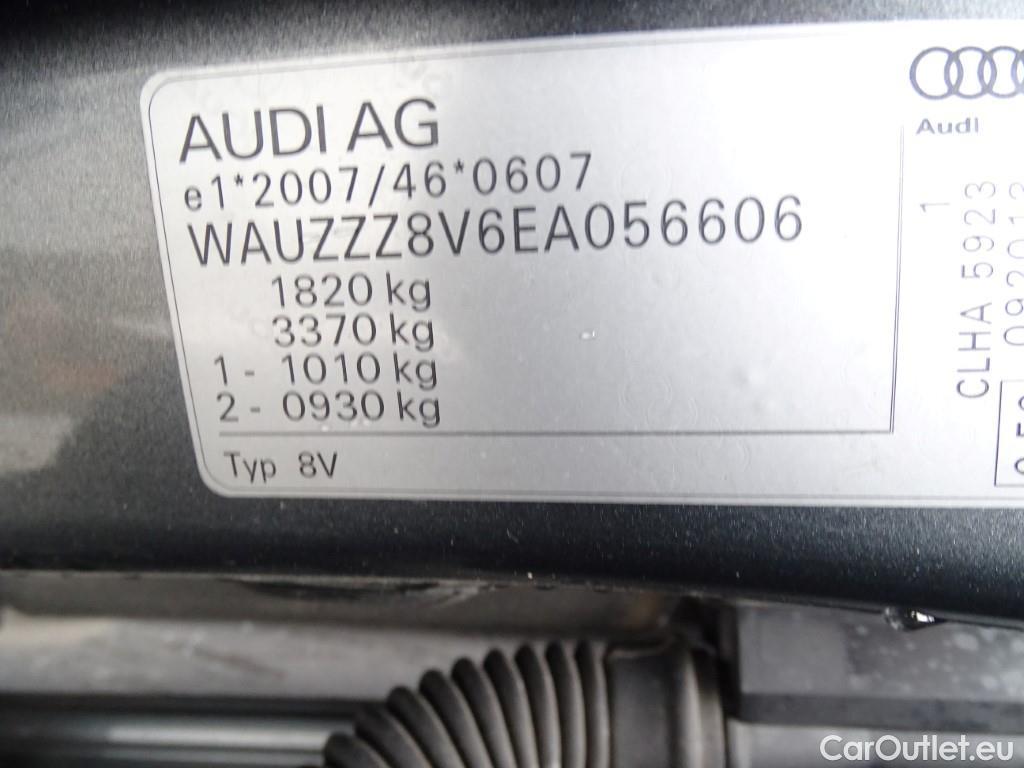 AUDI AG
e1*2007/46*0607
WAUZZZ8V6EA056606
1820 kg
3370 kg
1 - 1010 kg
2 - 0930 kg
Typ 8V
Audi
1
CLHA 5923
CarOutlet.eu